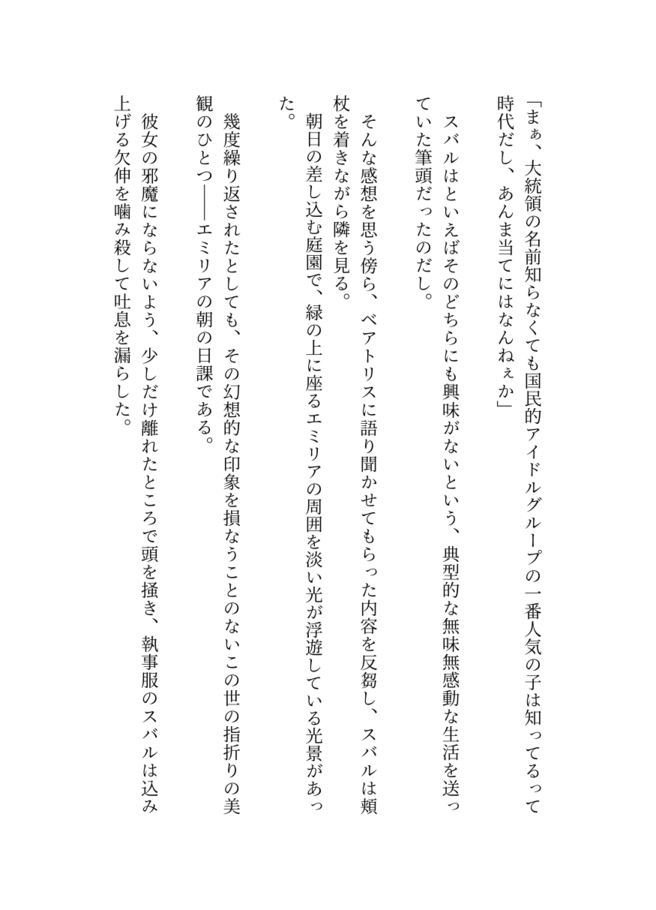 「まぁ、大統領の名前知らなくても国民的アイドルグループの一番人気の子は知ってるって
時代だし、あんま当てにはなんねぇか」
スバルはといえばそのどちらにも興味がないという、典型的な無味無感動な生活を送っ
ていた筆頭だったのだし。
そんな感想を思う傍ら、ベアトリスに語り聞かせてもらった内容を反芻し、スバルは頬
杖を着きながら隣を見る。
朝日の差し込む庭園で、緑の上に座るエミリアの周囲を淡い光が浮遊している光景があっ
た。
幾度繰り返されたとしても、その幻想的な印象を損なうことのないこの世の指折りの美
観のひとつ――エミリアの朝の日課である。
彼女の邪魔にならないよう、少しだけ離れたところで頭を掻き、執事服のスバルは込み
上げる欠伸を噛み殺して吐息を漏らした。